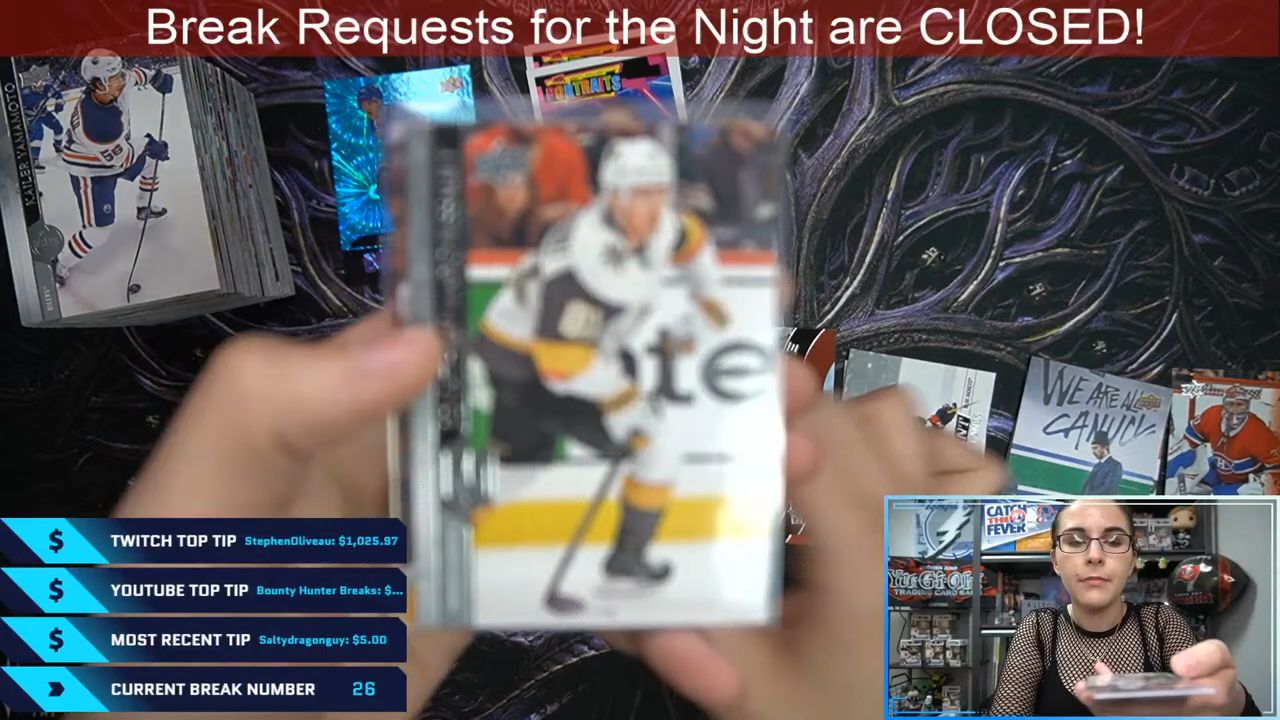 Break Requests for the Night are CLOSED!
KAILER YAMAMOTO
PORTRAITS
WE ARE ALL
CANUCKS
CATCH
THE
FEVER
Yu-Gi-Oh!
TRADING CARD GAME
$ TWITCH TOP TIP StephenOliveau: $1,025.97
$ YOUTUBE TOP TIP Bounty Hunter Breaks: $...
$ MOST RECENT TIP Saltydragonguy: $5.00
CURRENT BREAK NUMBER 26